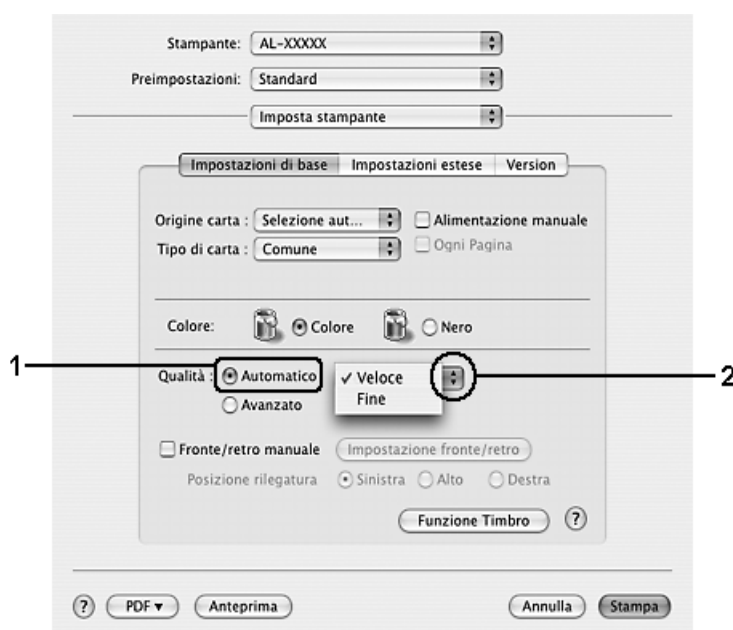 Stampante: AL-XXXXX
Preimpostazioni: Standard
Imposta stampante
Impostazioni di base Impostazioni estese Version
Origine carta : Selezione aut... Alimentazione manuale
Tipo di carta : Comune Ogni Pagina
Colore: Colore Nero
1 Qualità : Automatico ✓ Veloce 2
Avanzato Fine
Fronte/retro manuale Impostazione fronte/retro
Posizione rilegatura Sinistra Alto Destra
Funzione Timbro ?
? PDF ▼ Anteprima Annulla Stampa